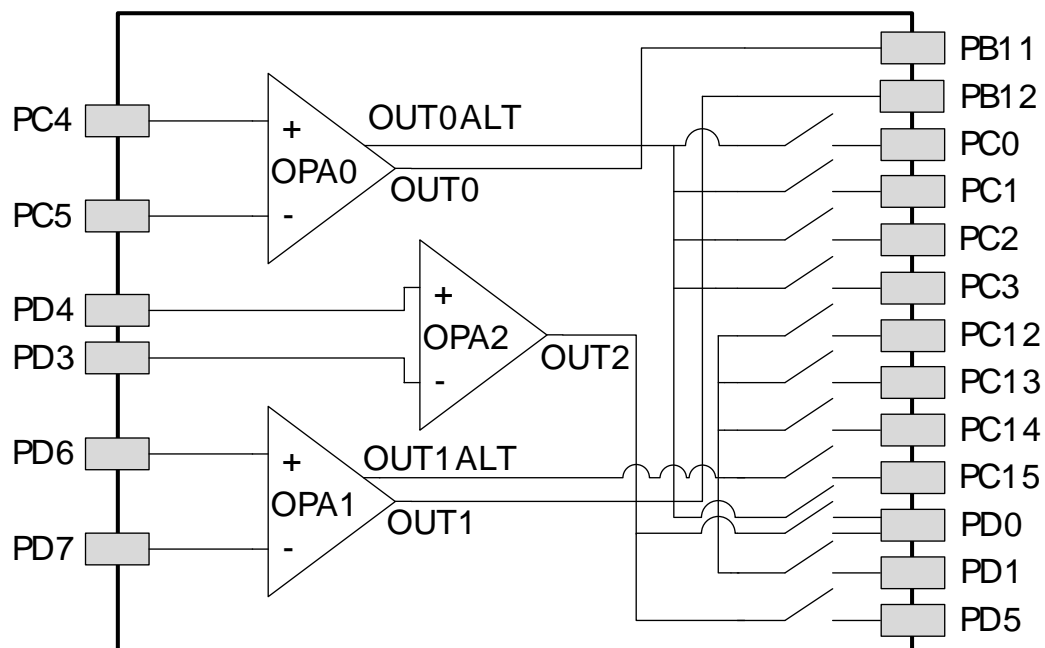 PC4
PC5
PD4
PD3
PD6
PD7
+
OPA0
-
OUT0ALT
OUT0
+
OPA2
-
OUT2
+
OPA1
-
OUT1ALT
OUT1
PB11
PB12
PC0
PC1
PC2
PC3
PC12
PC13
PC14
PC15
PD0
PD1
PD5